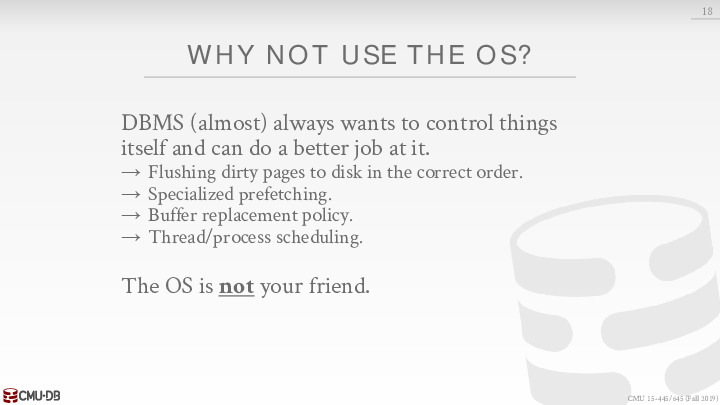 18
WHY NOT USE THE OS?
DBMS (almost) always wants to control things
itself and can do a better job at it.
→ Flushing dirty pages to disk in the correct order.
→ Specialized prefetching.
→ Buffer replacement policy.
→ Thread/process scheduling.
The OS is not your friend.
CMU·DB
CMU 15-445/645 (Fall 2019)